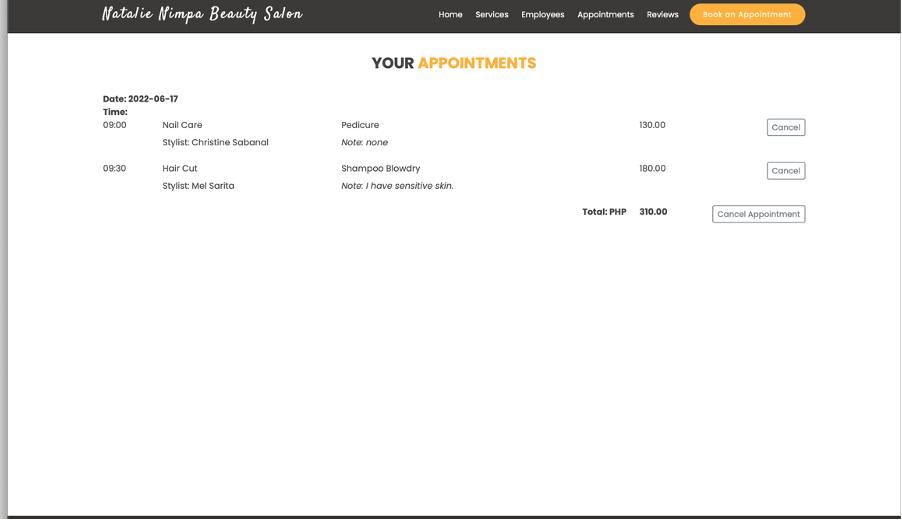 Natalie Nimpa Beauty Salon Home Services Employees Appointments Reviews Book an Appointment
YOUR APPOINTMENTS
Date: 2022-06-17
Time:
09:00 Nail Care Pedicure 130.00 Cancel
Stylist: Christine Sabanal Note: none
09:30 Hair Cut Shampoo Blowdry 180.00 Cancel
Stylist: Mel Sarita Note: I have sensitive skin.
Total: PHP 310.00 Cancel Appointment